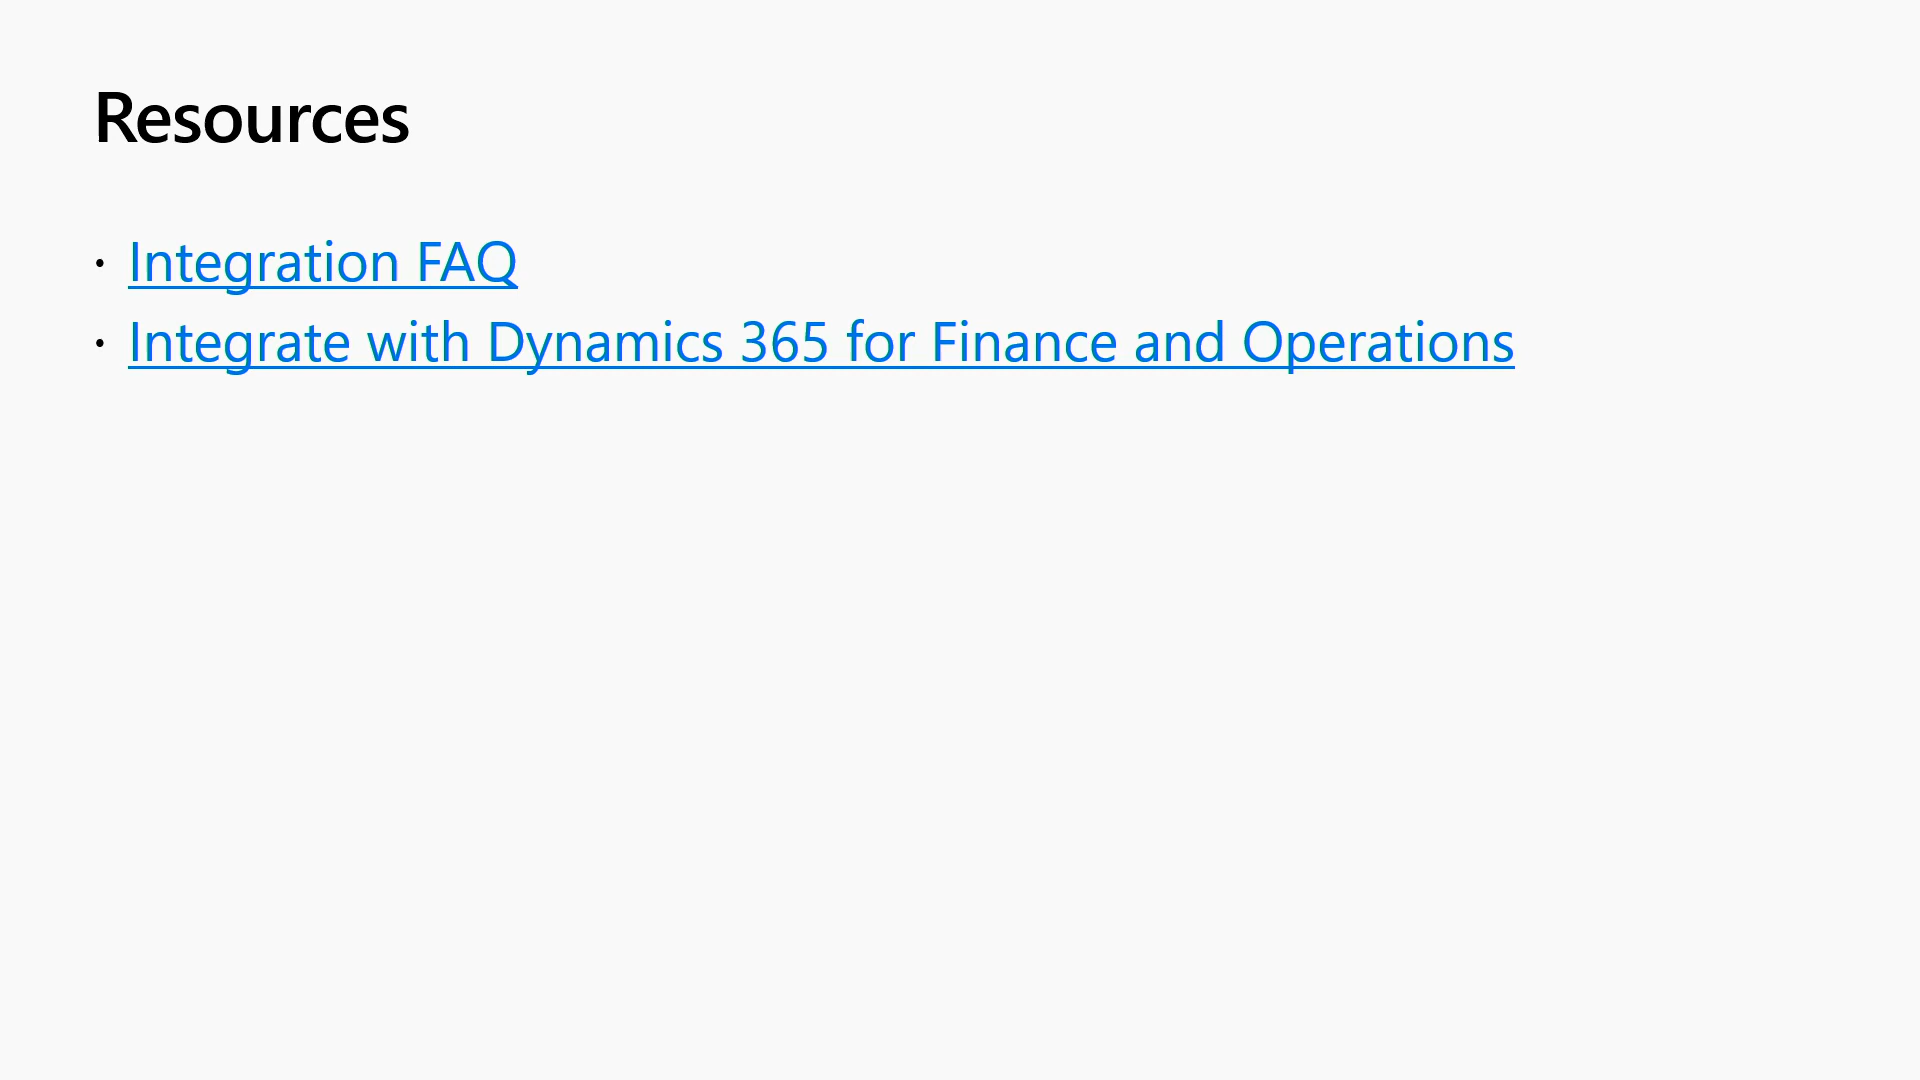 Resources
· Integration FAQ
· Integrate with Dynamics 365 for Finance and Operations